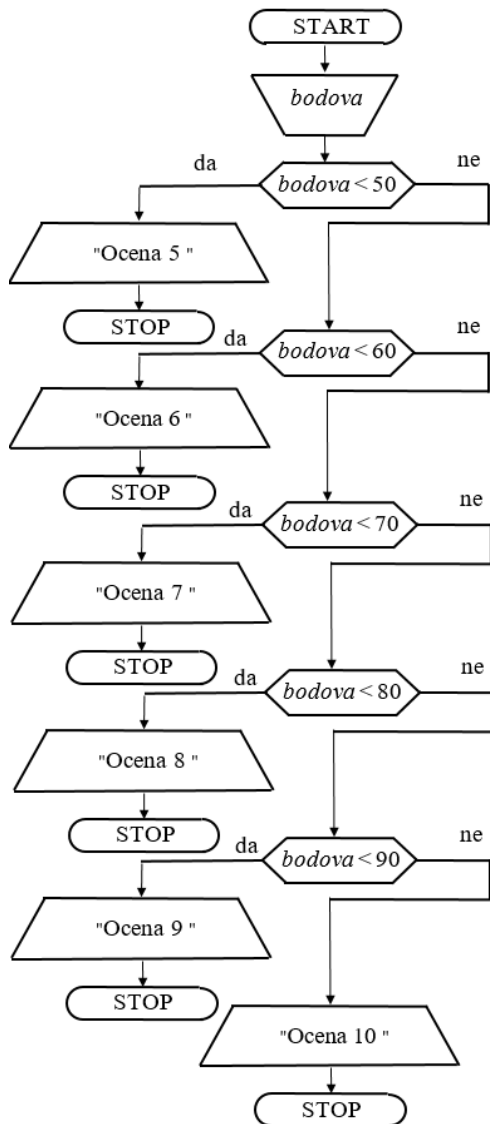 START
bodova
da
ne
bodova < 50
"Ocena 5 "
STOP
da
ne
bodova < 60
"Ocena 6 "
STOP
da
ne
bodova < 70
"Ocena 7 "
STOP
da
ne
bodova < 80
"Ocena 8 "
STOP
da
ne
bodova < 90
"Ocena 9 "
STOP
"Ocena 10 "
STOP